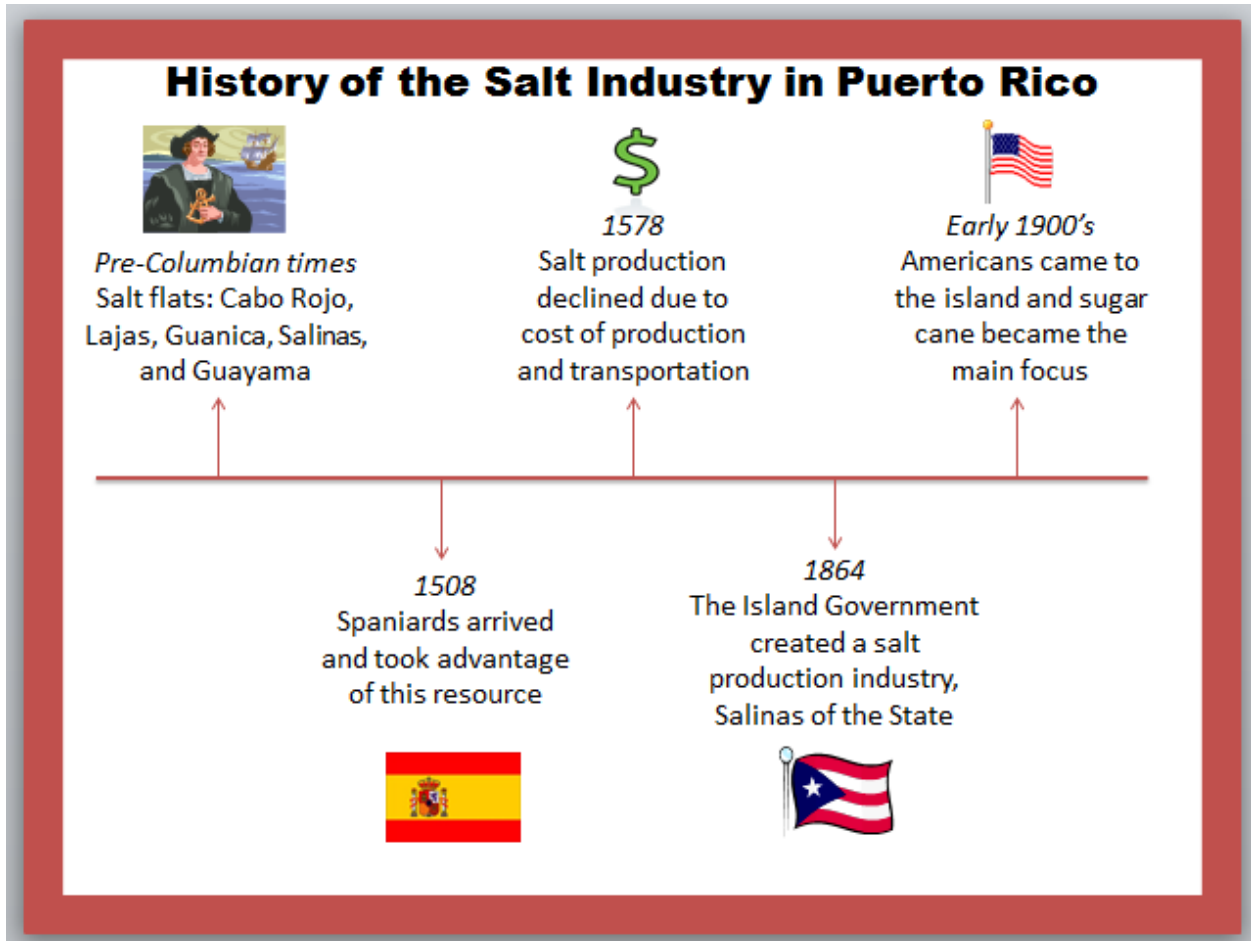 History of the Salt Industry in Puerto Rico
Pre-Columbian times
Salt flats: Cabo Rojo,
Lajas, Guanica, Salinas,
and Guayama
1508
Spaniards arrived
and took advantage
of this resource
1578
Salt production
declined due to
cost of production
and transportation
1864
The Island Government
created a salt
production industry,
Salinas of the State
Early 1900’s
Americans came to
the island and sugar
cane became the
main focus